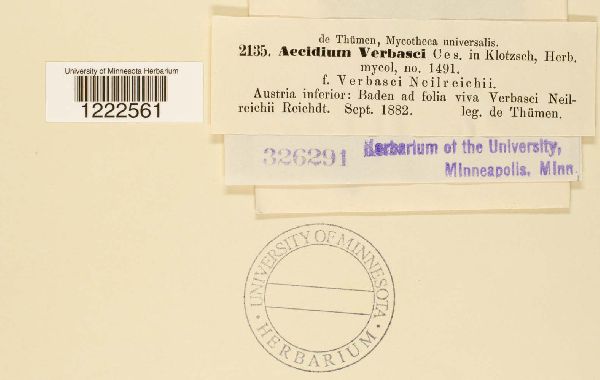 de Thümen, Mycotheca universalis.
2135. Aecidium Verbasci Ces. in Klotzsch, Herb.
mycol, no. 1491.
f. Verbasci Neilreichii.
Austria inferior: Baden ad folia viva Verbasci Neil-
reichii Reichdt. Sept. 1882. leg. de Thümen.
University of Minnesota Herbarium
1222561
326291 Herbarium of the University,
Minneapolis, Minn.
UNIVERSITY OF MINNESOTA
HERBARIUM